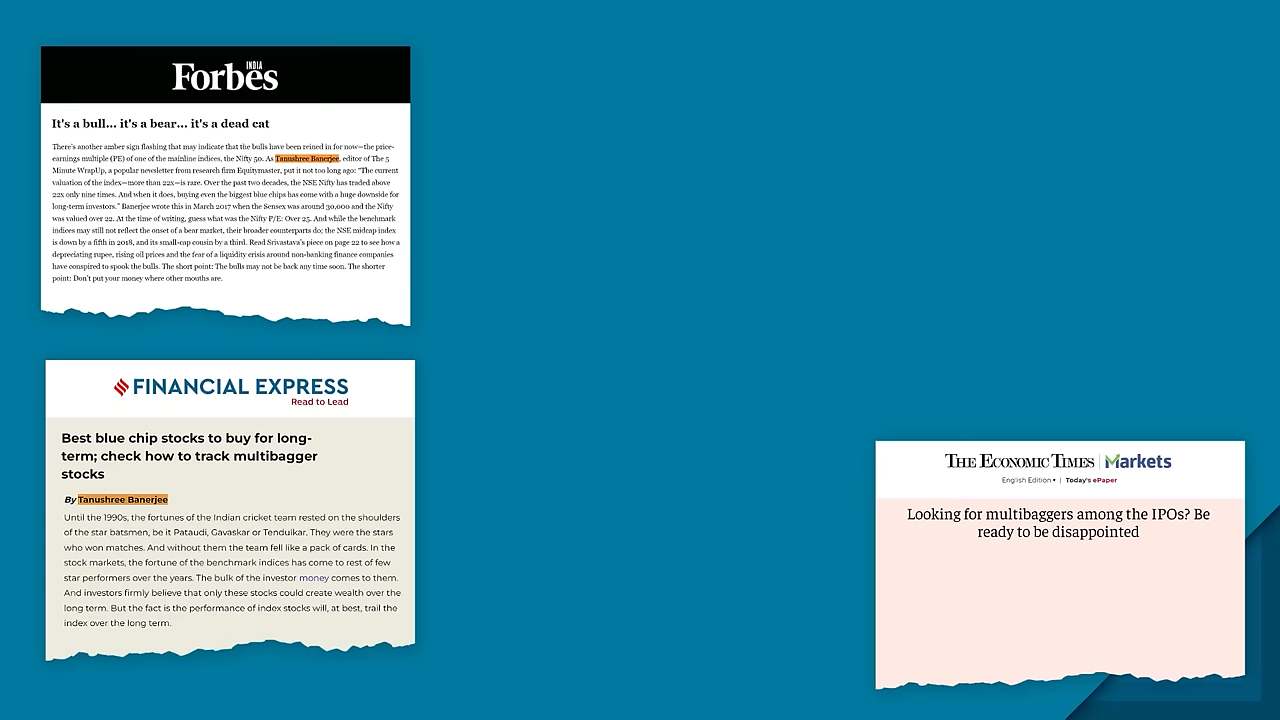 Forbes
INDIA
It's a bull... it's a bear... it's a dead cat
There's another amber sign flashing that may indicate that the bulls have been reined in for now—the price-
earnings multiple (PE) of one of the mainline indices, the Nifty 50. As Tanushree Banerjee, editor of The 5
Minute WrapUp, a popular newsletter from research firm Equitymaster, put it not too long ago: "The current
valuation of the index—more than 22x—is rare. Over the past two decades, the NSE Nifty has traded above
22x only nine times. And when it does, buying even the biggest blue chips has come with a huge downside for
long-term investors." Banerjee wrote this in March 2017 when the Sensex was around 30,000 and the Nifty
was valued over 22. At the time of writing, guess what was the Nifty P/E: Over 25. And while the benchmark
indices may still not reflect the onset of a bear market, their broader counterparts do; the NSE midcap index
is down by a fifth in 2018, and its small-cap cousin by a third. Read Srivastava's piece on page 22 to see how a
depreciating rupee, rising oil prices and the fear of a liquidity crisis around non-banking finance companies
have conspired to spook the bulls. The short point: The bulls may not be back any time soon. The shorter
point: Don't put your money where other mouths are.
FINANCIAL EXPRESS
Read to Lead
Best blue chip stocks to buy for long-
term; check how to track multibagger
stocks
By Tanushree Banerjee
Until the 1990s, the fortunes of the Indian cricket team rested on the shoulders
of the star batsmen, be it Pataudi, Gavaskar or Tendulkar. They were the stars
who won matches. And without them the team fell like a pack of cards. In the
stock markets, the fortune of the benchmark indices has come to rest of few
star performers over the years. The bulk of the investor money comes to them.
And investors firmly believe that only these stocks could create wealth over the
long term. But the fact is the performance of index stocks will, at best, trail the
index over the long term.
THE ECONOMIC TIMES | Markets
English Edition ▾ | Today's ePaper
Looking for multibaggers among the IPOs? Be
ready to be disappointed